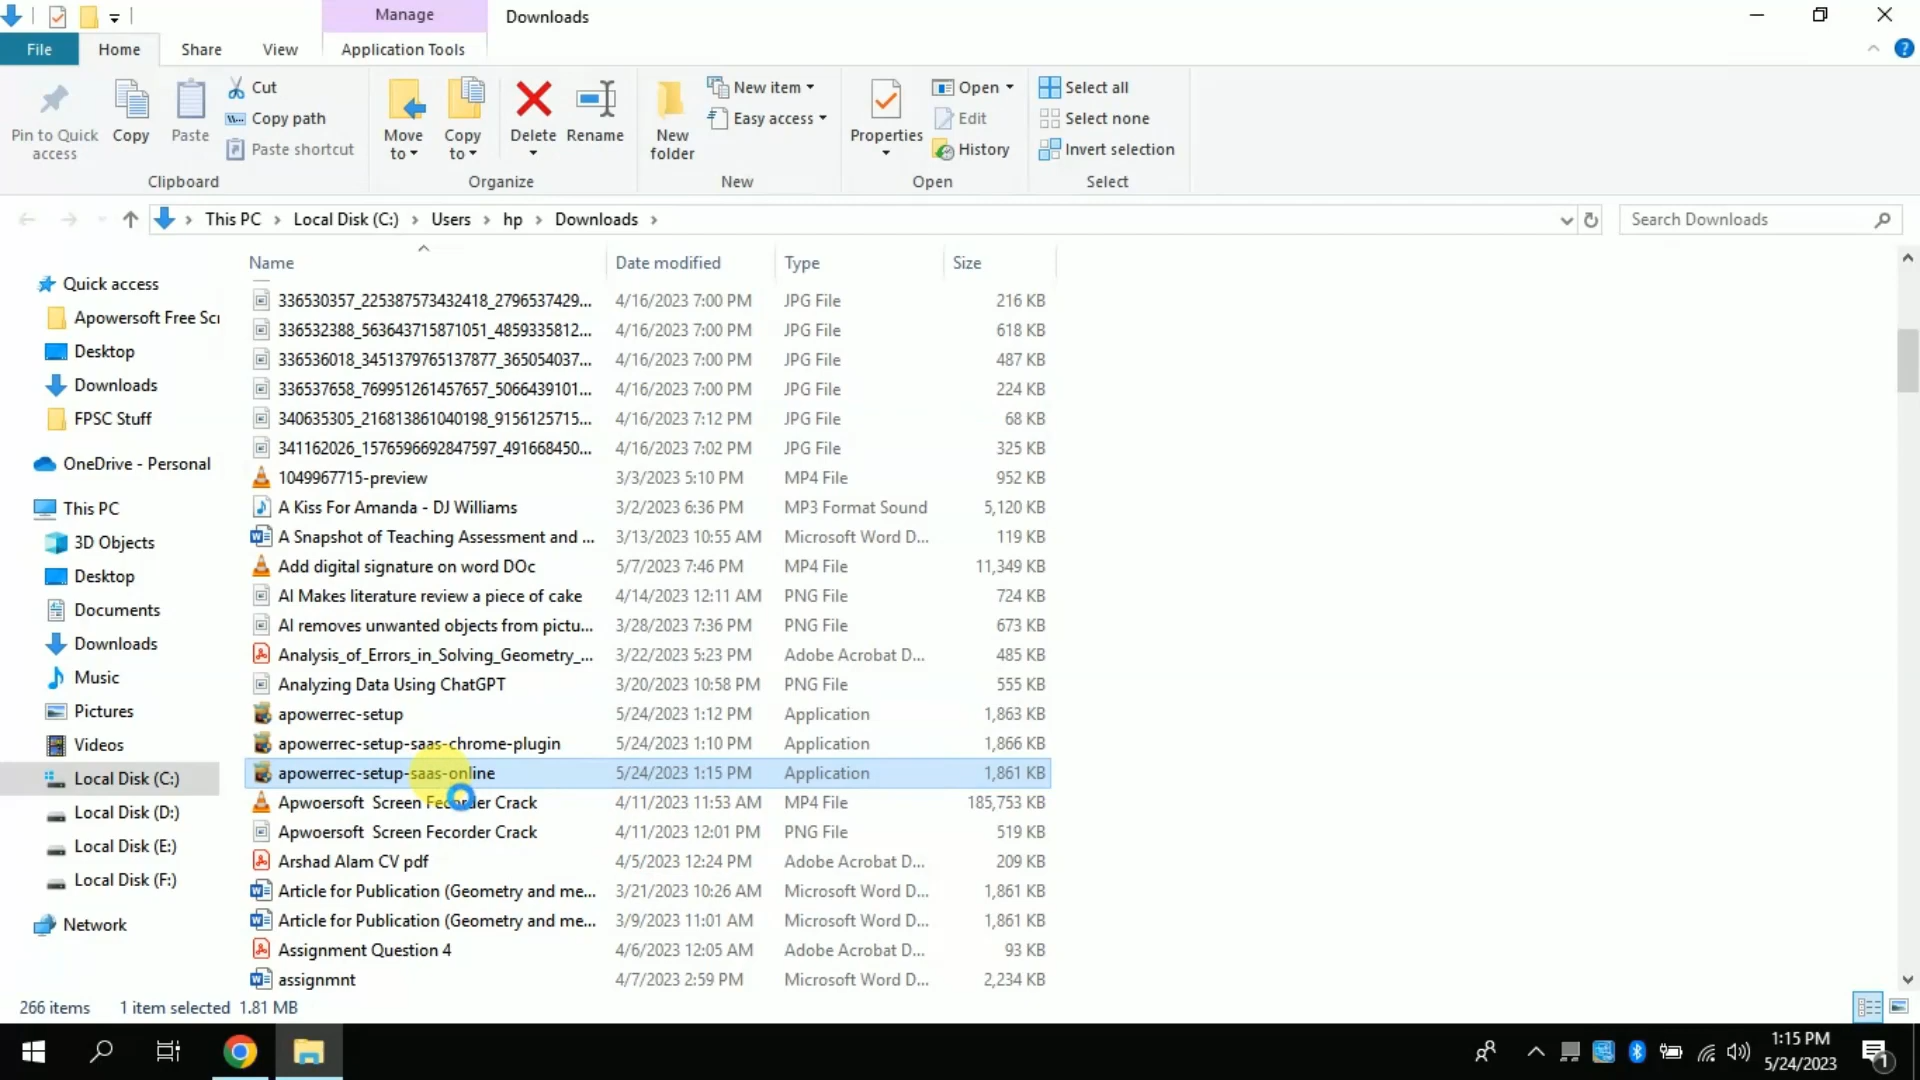 Manage
Downloads
File
Home
Share
View
Application Tools
Pin to Quick access
Copy
Paste
Cut
Copy path
Paste shortcut
Clipboard
Move to
Copy to
Delete
Rename
Organize
New folder
New item
Easy access
New
Properties
Open
Edit
History
Open
Select all
Select none
Invert selection
Select
This PC > Local Disk (C:) > Users > hp > Downloads >
Search Downloads
Quick access
Apowersoft Free Scr
Desktop
Downloads
FPSC Stuff
OneDrive - Personal
This PC
3D Objects
Desktop
Documents
Downloads
Music
Pictures
Videos
Local Disk (C:)
Local Disk (D:)
Local Disk (E:)
Local Disk (F:)
Network
Name Date modified Type Size
336530357_225387573432418_2796537429... 4/16/2023 7:00 PM JPG File 216 KB
336532388_563643715871051_4859335812... 4/16/2023 7:00 PM JPG File 618 KB
336536018_3451379765137877_365054037... 4/16/2023 7:00 PM JPG File 487 KB
336537658_769951261457657_5066439101... 4/16/2023 7:00 PM JPG File 224 KB
340635305_216813861040198_9156125715... 4/16/2023 7:12 PM JPG File 68 KB
341162026_1576596692847597_491668450... 4/16/2023 7:02 PM JPG File 325 KB
1049967715-preview 3/3/2023 5:10 PM MP4 File 952 KB
A Kiss For Amanda - DJ Williams 3/2/2023 6:36 PM MP3 Format Sound 5,120 KB
A Snapshot of Teaching Assessment and ... 3/13/2023 10:55 AM Microsoft Word D... 119 KB
Add digital signature on word DOc 5/7/2023 7:46 PM MP4 File 11,349 KB
AI Makes literature review a piece of cake 4/14/2023 12:11 AM PNG File 724 KB
AI removes unwanted objects from pictu... 3/28/2023 7:36 PM PNG File 673 KB
Analysis_of_Errors_in_Solving_Geometry_... 3/22/2023 5:23 PM Adobe Acrobat D... 485 KB
Analyzing Data Using ChatGPT 3/20/2023 10:58 PM PNG File 555 KB
apowerrec-setup 5/24/2023 1:12 PM Application 1,863 KB
apowerrec-setup-saas-chrome-plugin 5/24/2023 1:10 PM Application 1,866 KB
apowerrec-setup-saas-online 5/24/2023 1:15 PM Application 1,861 KB
Apwoersoft Screen Fecorder Crack 4/11/2023 11:53 AM MP4 File 185,753 KB
Apwoersoft Screen Fecorder Crack 4/11/2023 12:01 PM PNG File 519 KB
Arshad Alam CV pdf 4/5/2023 12:24 PM Adobe Acrobat D... 209 KB
Article for Publication (Geometry and me... 3/21/2023 10:26 AM Microsoft Word D... 1,861 KB
Article for Publication (Geometry and me... 3/9/2023 11:01 AM Microsoft Word D... 1,861 KB
Assignment Question 4 4/6/2023 12:05 AM Adobe Acrobat D... 93 KB
assignmnt 4/7/2023 2:59 PM Microsoft Word D... 2,234 KB
266 items 1 item selected 1.81 MB
1:15 PM
5/24/2023
1